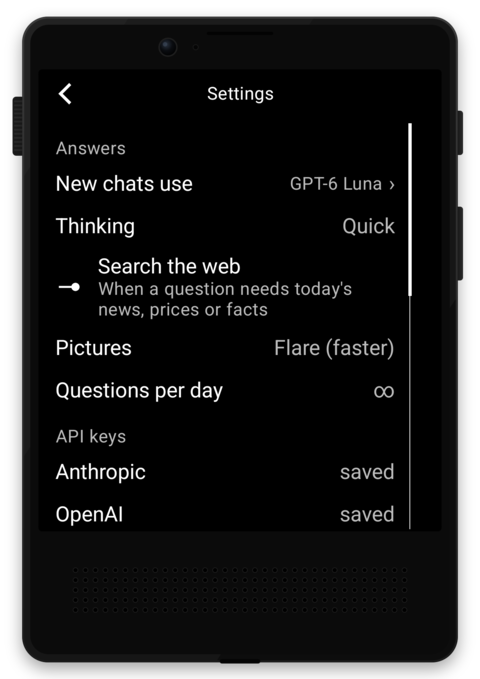 Settings
Answers
New chats use GPT-6 Luna ›
Thinking Quick
Search the web
When a question needs today's
news, prices or facts
Pictures Flare (faster)
Questions per day ∞
API keys
Anthropic saved
OpenAI saved